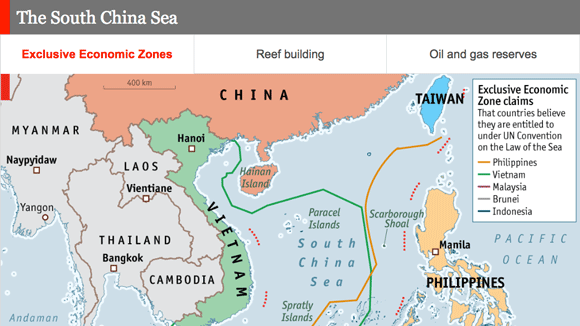 The South China Sea
Exclusive Economic Zones
Reef building
Oil and gas reserves
400 km
CHINA
TAIWAN
Exclusive Economic
Zone claims
That countries believe
they are entitled to
under UN Convention
on the Law of the Sea
Philippines
Vietnam
Malaysia
Brunei
Indonesia
MYANMAR
Hanoi
Naypyidaw
LAOS
Hainan
Island
Vientiane
Yangon
VIETNAM
Paracel
Islands
Scarborough
Shoal
THAILAND
Bangkok
South
China
Sea
Manila
PACIFIC
OCEAN
CAMBODIA
PHILIPPINES
Spratly
Islands
Andaman